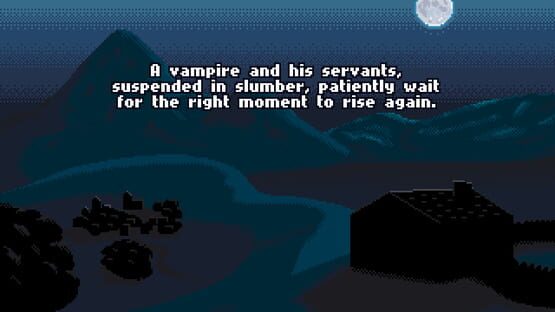 A vampire and his servants,
suspended in slumber, patiently wait
for the right moment to rise again.